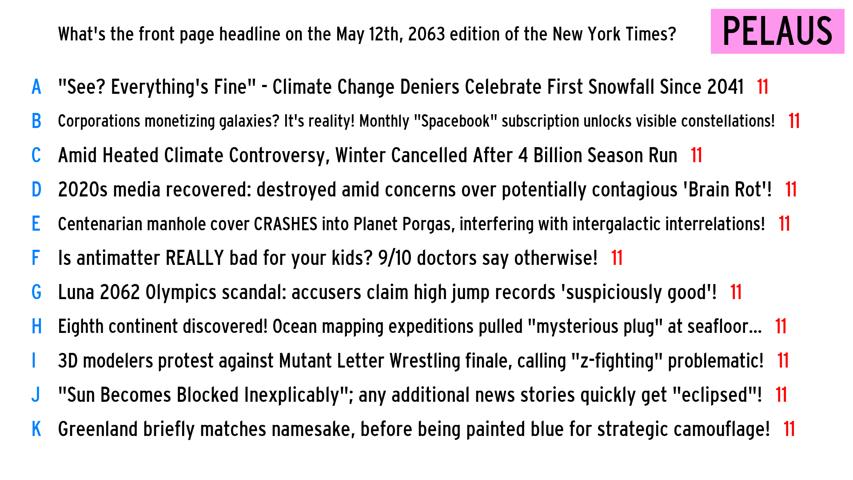 What's the front page headline on the May 12th, 2063 edition of the New York Times? PELAUS
A "See? Everything's Fine" - Climate Change Deniers Celebrate First Snowfall Since 2041 11
B Corporations monetizing galaxies? It's reality! Monthly "Spacebook" subscription unlocks visible constellations! 11
C Amid Heated Climate Controversy, Winter Cancelled After 4 Billion Season Run 11
D 2020s media recovered: destroyed amid concerns over potentially contagious 'Brain Rot'! 11
E Centenarian manhole cover CRASHES into Planet Porgas, interfering with intergalactic interrelations! 11
F Is antimatter REALLY bad for your kids? 9/10 doctors say otherwise! 11
G Luna 2062 Olympics scandal: accusers claim high jump records 'suspiciously good'! 11
H Eighth continent discovered! Ocean mapping expeditions pulled "mysterious plug" at seafloor... 11
I 3D modelers protest against Mutant Letter Wrestling finale, calling "z-fighting" problematic! 11
J "Sun Becomes Blocked Inexplicably"; any additional news stories quickly get "eclipsed"! 11
K Greenland briefly matches namesake, before being painted blue for strategic camouflage! 11